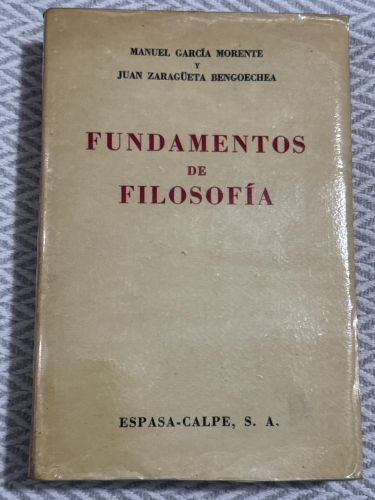 MANUEL GARCÍA MORENTE
Y
JUAN ZARAGÜETA BENGOECHEA
FUNDAMENTOS
DE
FILOSOFÍA
ESPASA-CALPE, S. A.